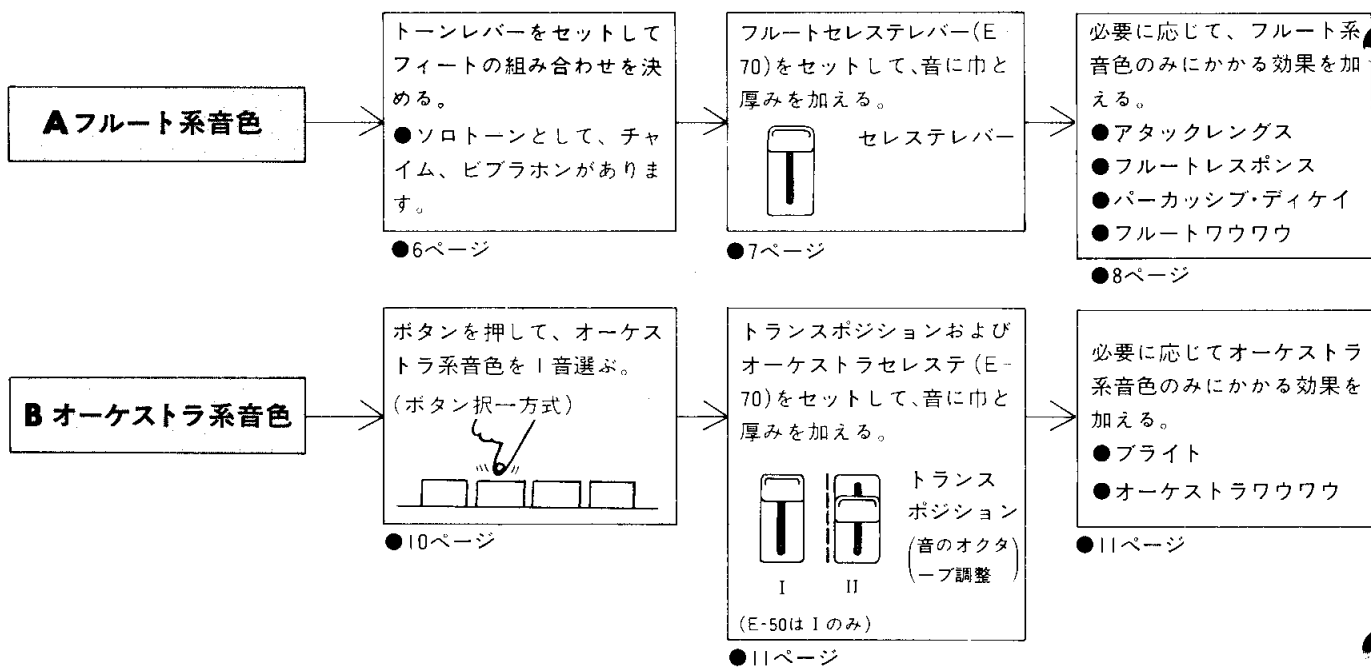 A フルート系音色
トーンレバーをセットして
フィートの組み合わせを決
める。
●ソロトーンとして、チャ
イム、ビブラホンがありま
す。
●6ページ
フルートセレステレバー(E-
70)をセットして、音に巾と
厚みを加える。
セレステレバー
●7ページ
必要に応じて、フルート系
音色のみにかかる効果を加
える。
●アタックレングス
●フルートレスポンス
●パーカッシブ・ディケイ
●フルートワウワウ
●8ページ
B オーケストラ系音色
ボタンを押して、オーケス
トラ系音色を1音選ぶ。
(ボタン択一方式)
●10ページ
トランスポジションおよび
オーケストラセレステ(E-
70)をセットして、音に巾と
厚みを加える。
トランス
ポジション
(音のオクタ
ーブ調整)
I II
(E-50は I のみ)
●11ページ
必要に応じてオーケストラ
系音色のみにかかる効果を
加える。
●ブライト
●オーケストラワウワウ
●11ページ